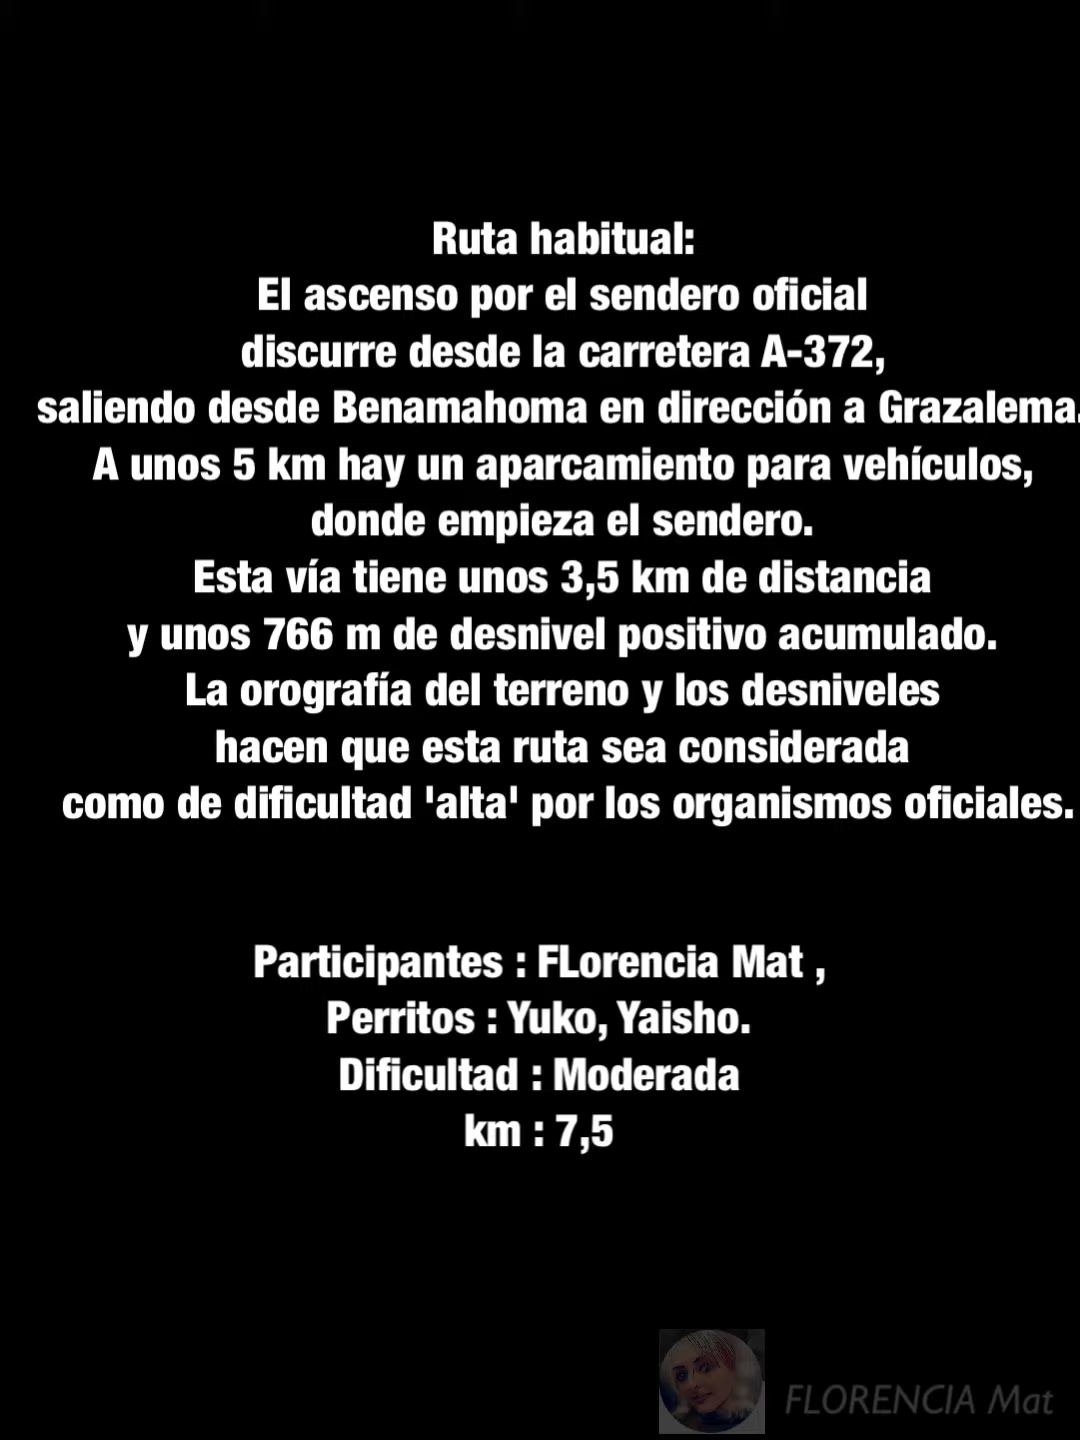 Ruta habitual:
El ascenso por el sendero oficial
discurre desde la carretera A-372,
saliendo desde Benamahoma en dirección a Grazalema.
A unos 5 km hay un aparcamiento para vehículos,
donde empieza el sendero.
Esta vía tiene unos 3,5 km de distancia
y unos 766 m de desnivel positivo acumulado.
La orografía del terreno y los desniveles
hacen que esta ruta sea considerada
como de dificultad 'alta' por los organismos oficiales.
Participantes : FLorencia Mat ,
Perritos : Yuko, Yaisho.
Dificultad : Moderada
km : 7,5
FLORENCIA Mat